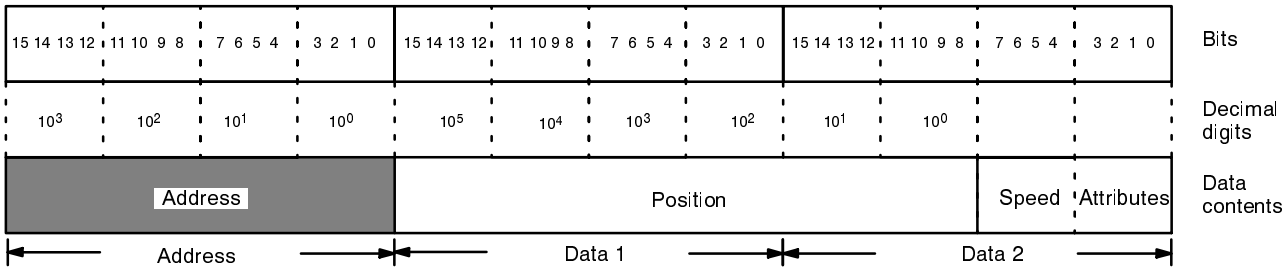 15 14 13 12 11 10 9 8 7 6 5 4 3 2 1 0 15 14 13 12 11 10 9 8 7 6 5 4 3 2 1 0 15 14 13 12 11 10 9 8 7 6 5 4 3 2 1 0 Bits
10³ 10² 10¹ 10⁰ 10⁵ 10⁴ 10³ 10² 10¹ 10⁰ Decimal
digits
Address Position Speed Attributes Data
contents
Address Data 1 Data 2